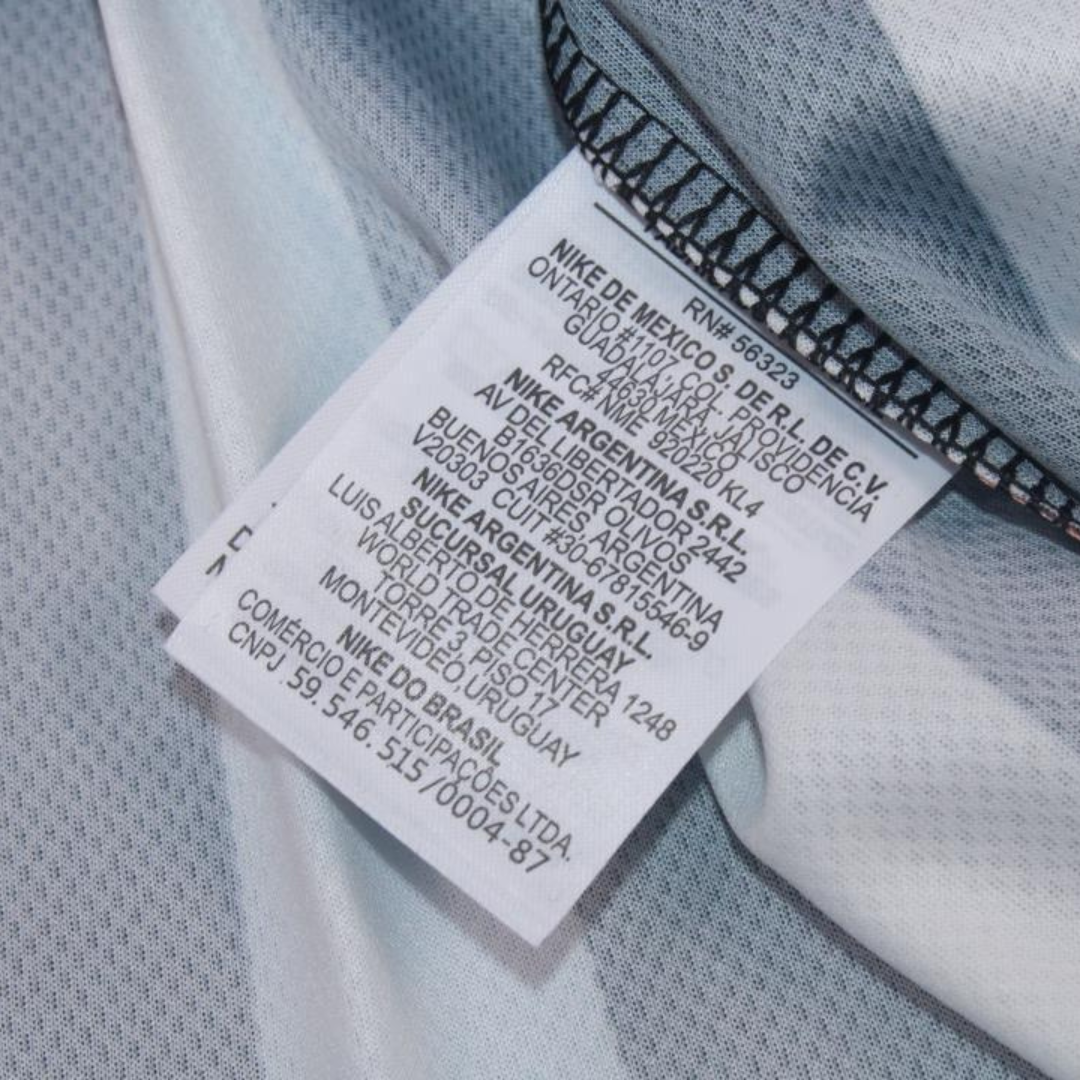 RN# 56323
NIKE DE MEXICO S. DE R.L. DE C.V.
ONTARIO #1107, COL. PROVIDENCIA
GUADALAJARA, JALISCO
44630 MEXICO
RFC# NME 920220 KL4
NIKE ARGENTINA S.R.L.
AV DEL LIBERTADOR 2442
B1636DSR OLIVOS
BUENOS AIRES, ARGENTINA
V20303 CUIT #30-67815546-9
NIKE ARGENTINA S.R.L.
SUCURSAL URUGUAY
LUIS ALBERTO DE HERRERA 1248
WORLD TRADE CENTER
TORRE 3, PISO 17
MONTEVIDEO, URUGUAY
NIKE DO BRASIL
COMÉRCIO E PARTICIPAÇÕES LTDA.
CNPJ.59.546.515/0004-87